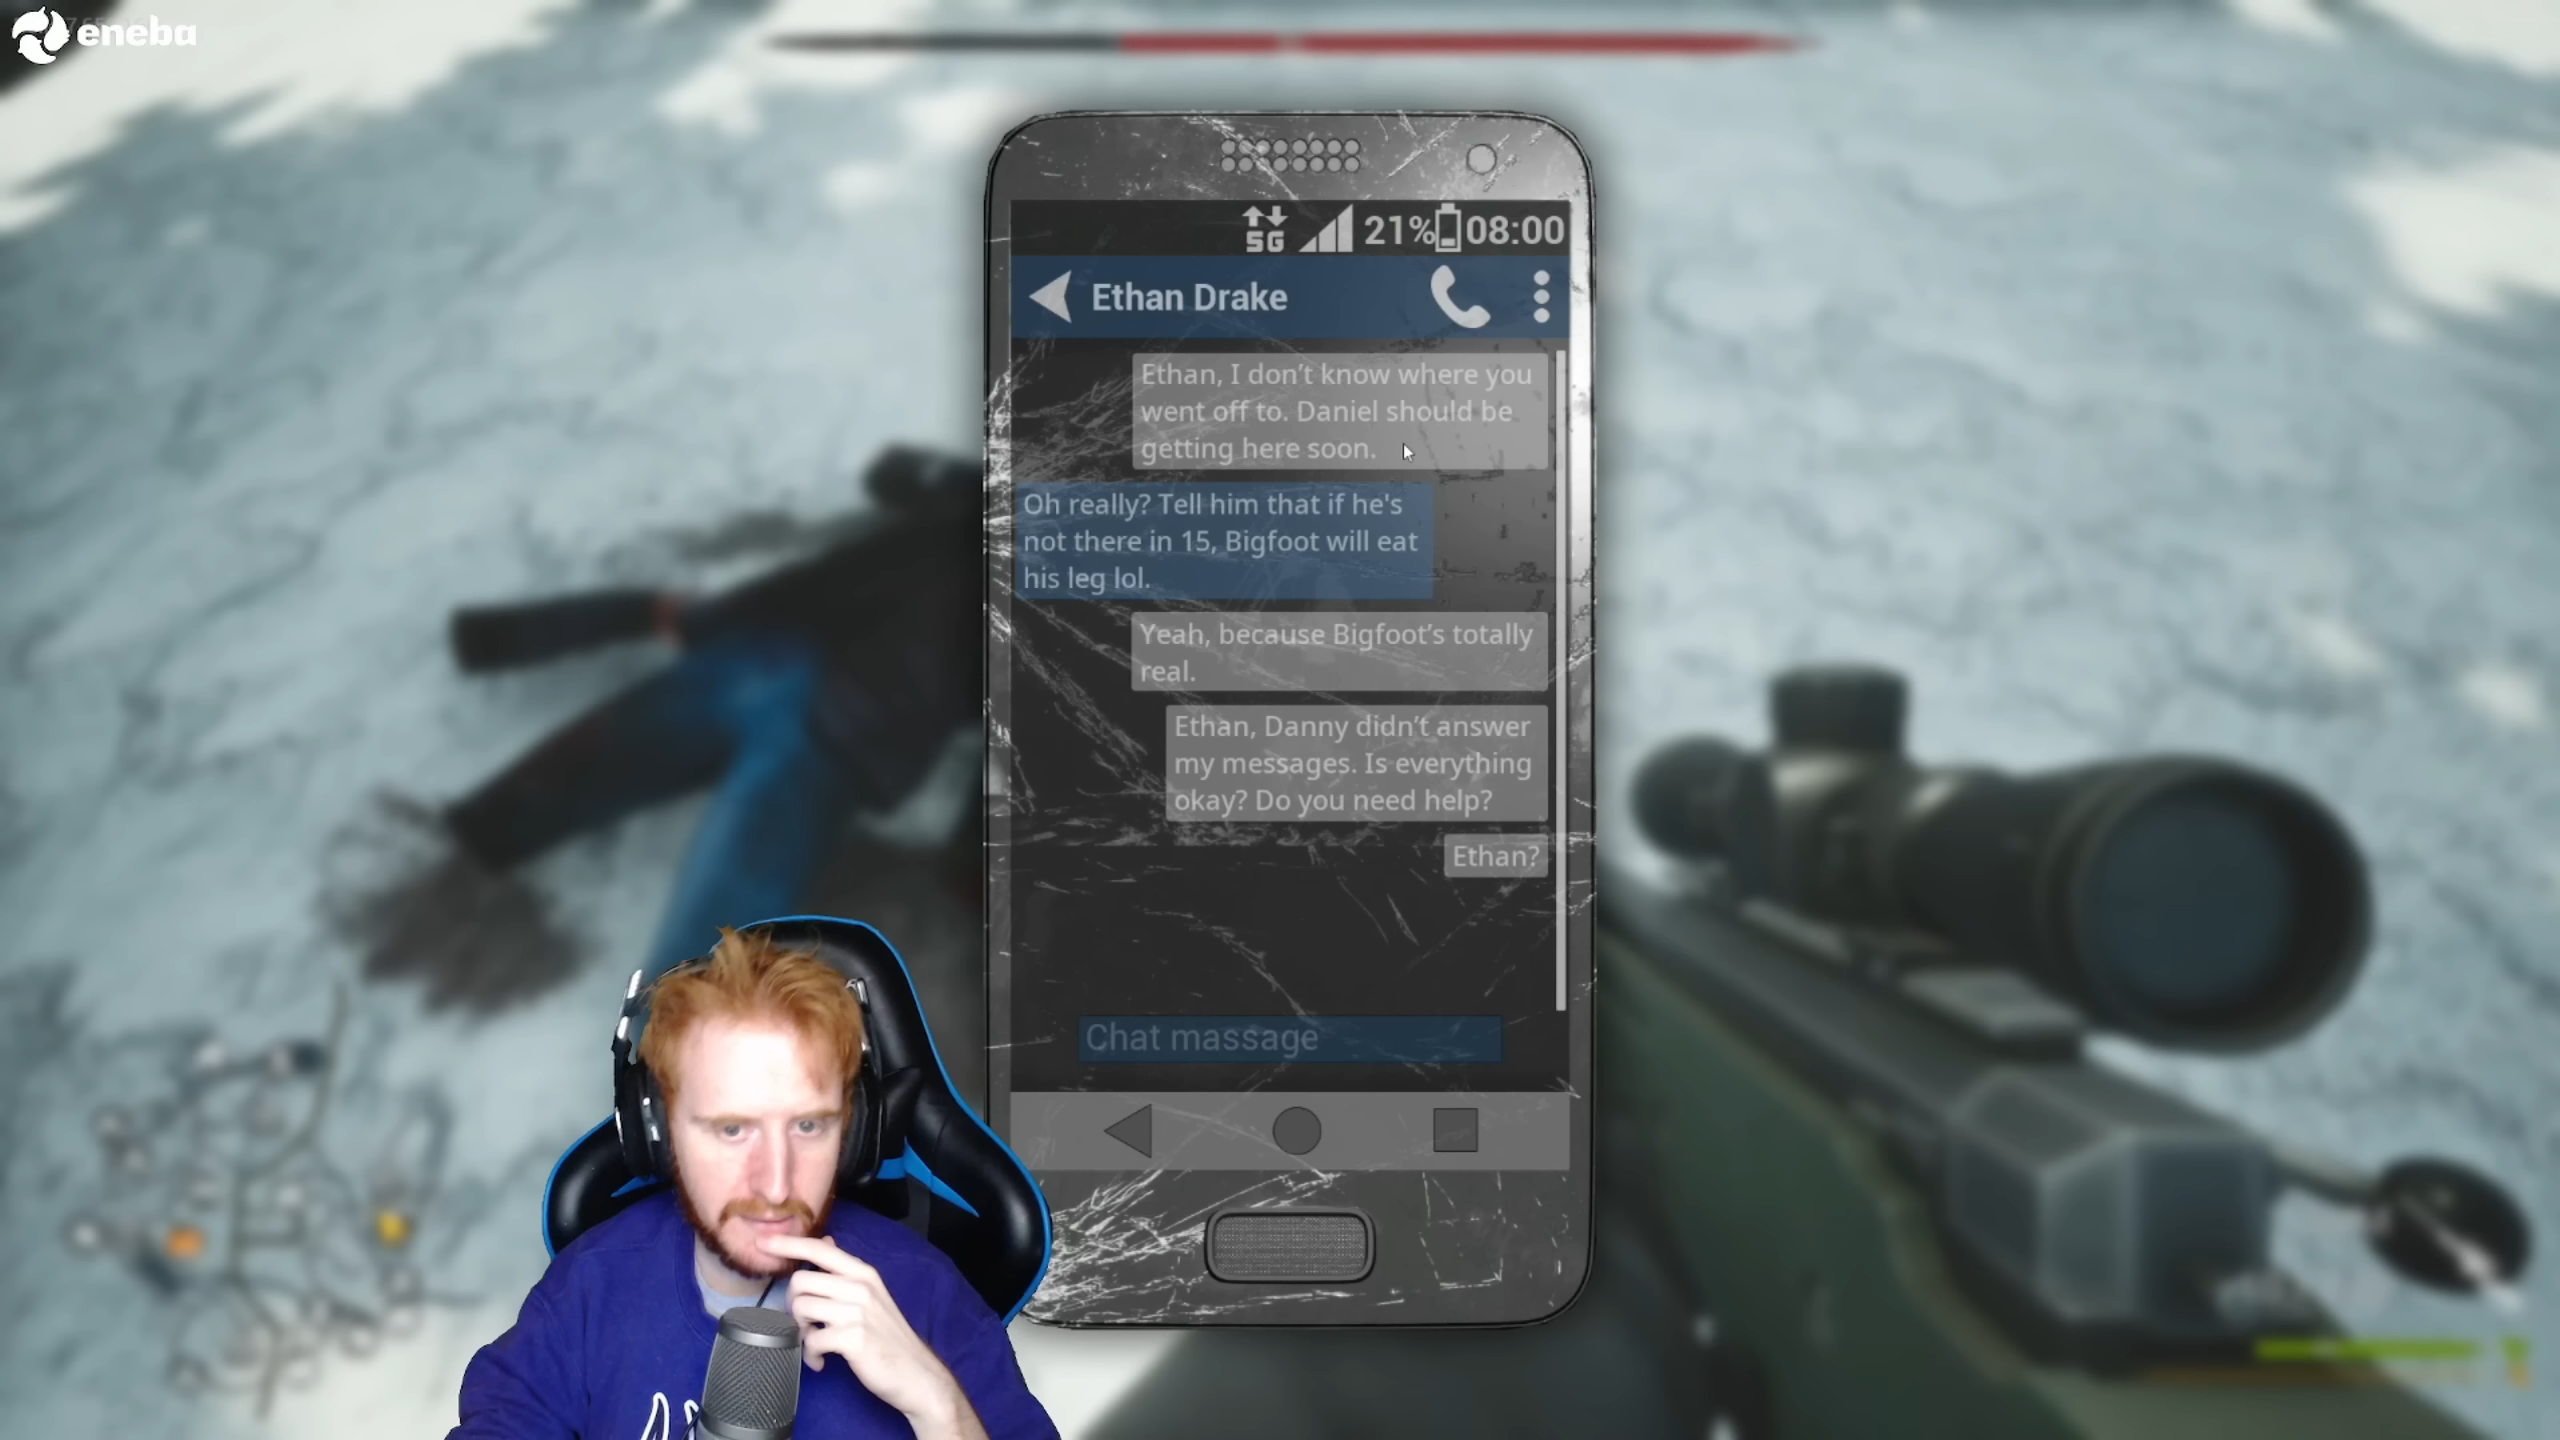 eneba
5G 21% 08:00
Ethan Drake
Ethan, I don’t know where you
went off to. Daniel should be
getting here soon.
Oh really? Tell him that if he's
not there in 15, Bigfoot will eat
his leg lol.
Yeah, because Bigfoot’s totally
real.
Ethan, Danny didn’t answer
my messages. Is everything
okay? Do you need help?
Ethan?
Chat massage